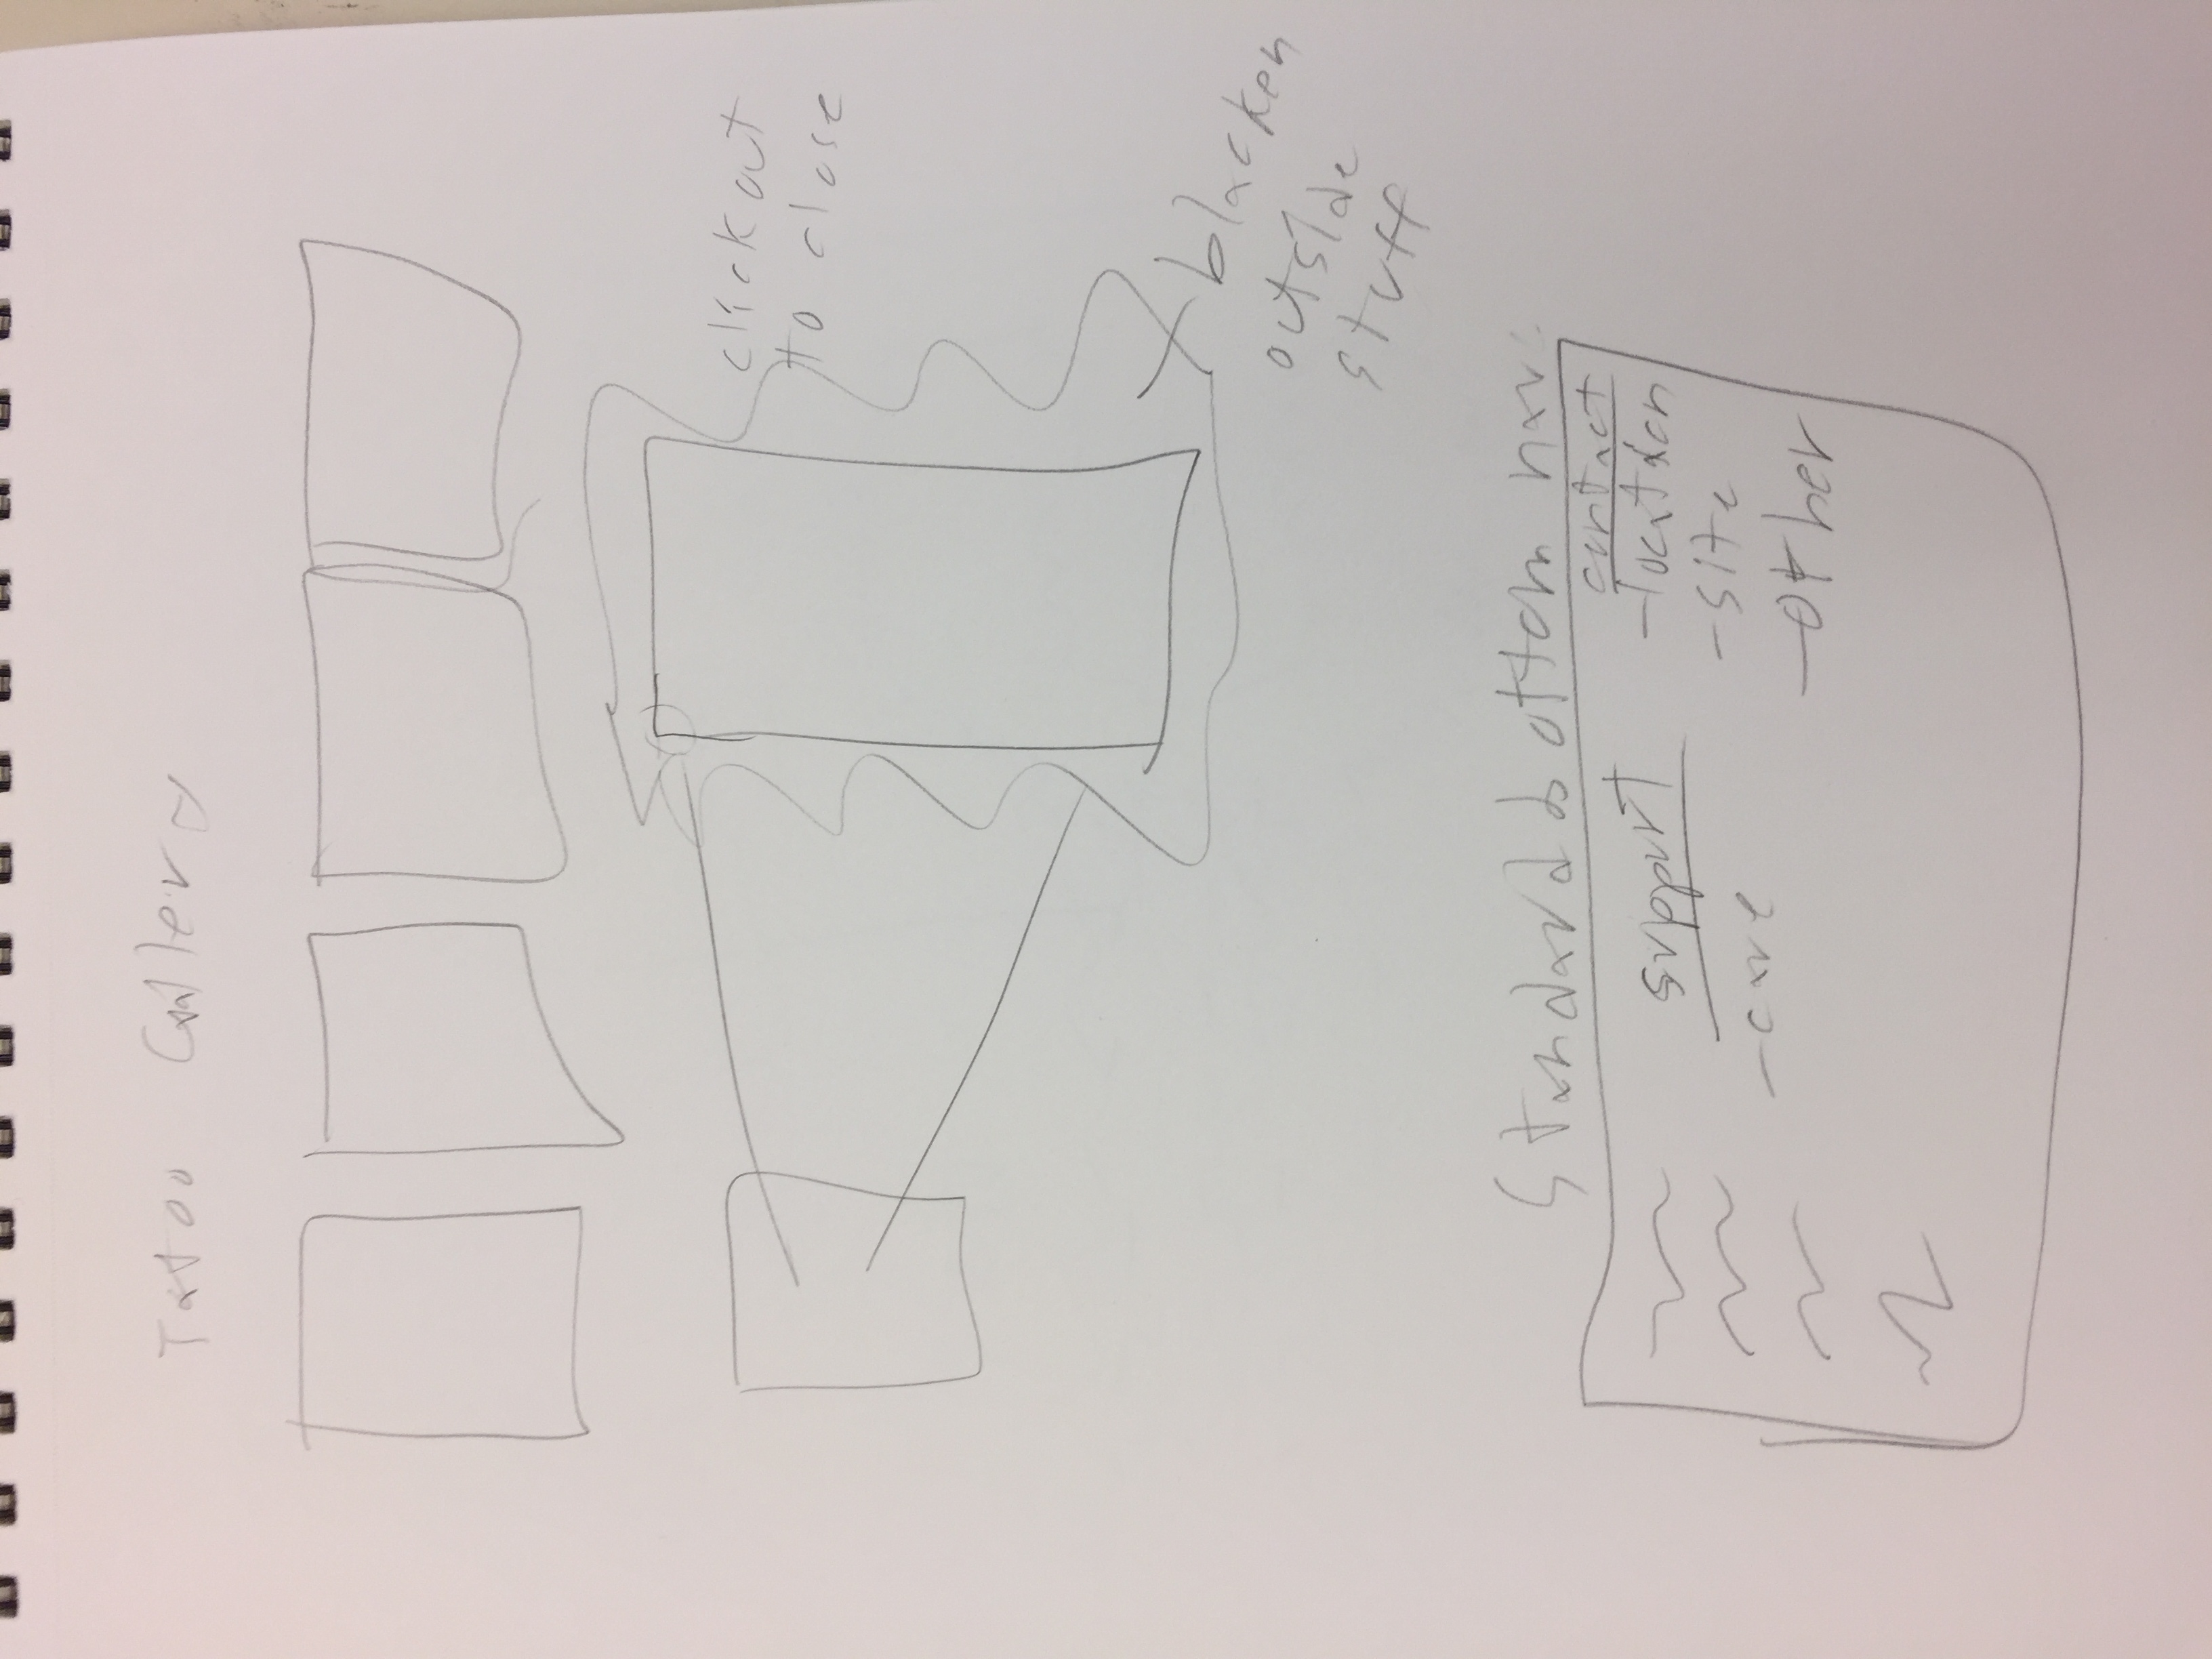 Tatoo Gallery
click out
to close
blacken
outside
stuff
Standard bottom nav
support
-care
contact
-location
-site
-other